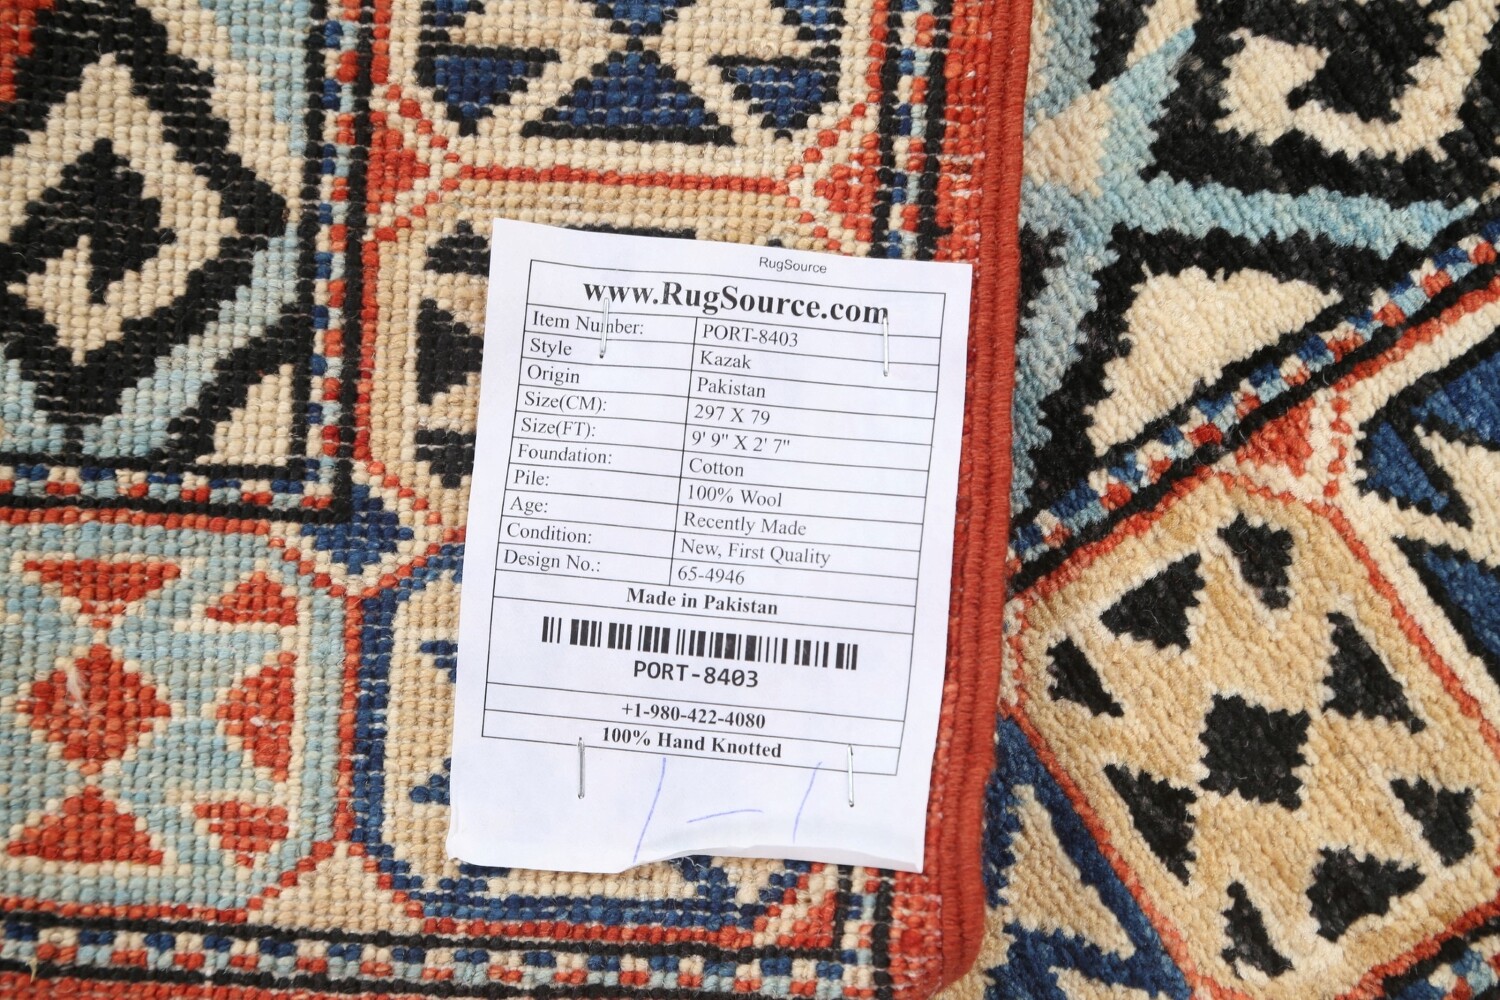 RugSource
www.RugSource.com
Item Number: PORT-8403
Style Kazak
Origin Pakistan
Size(CM): 297 X 79
Size(FT): 9' 9" X 2' 7"
Foundation: Cotton
Pile: 100% Wool
Age: Recently Made
Condition: New, First Quality
Design No.: 65-4946
Made in Pakistan
PORT-8403
+1-980-422-4080
100% Hand Knotted
1-1